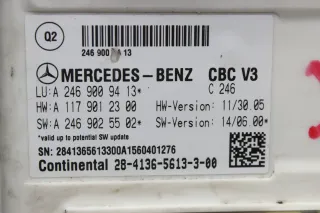 Q2
246 900 A 13
MERCEDES-BENZ CBC V3
LU:A 246 900 94 13* C 246
HW:A 117 901 23 00 HW-Version: 11/30.05
SW:A 246 902 55 02* SW-Version: 14/06.00*
*valid up to potential SW update
SN: 2841365613300A1560401276
Continental 28-4136-5613-3-00